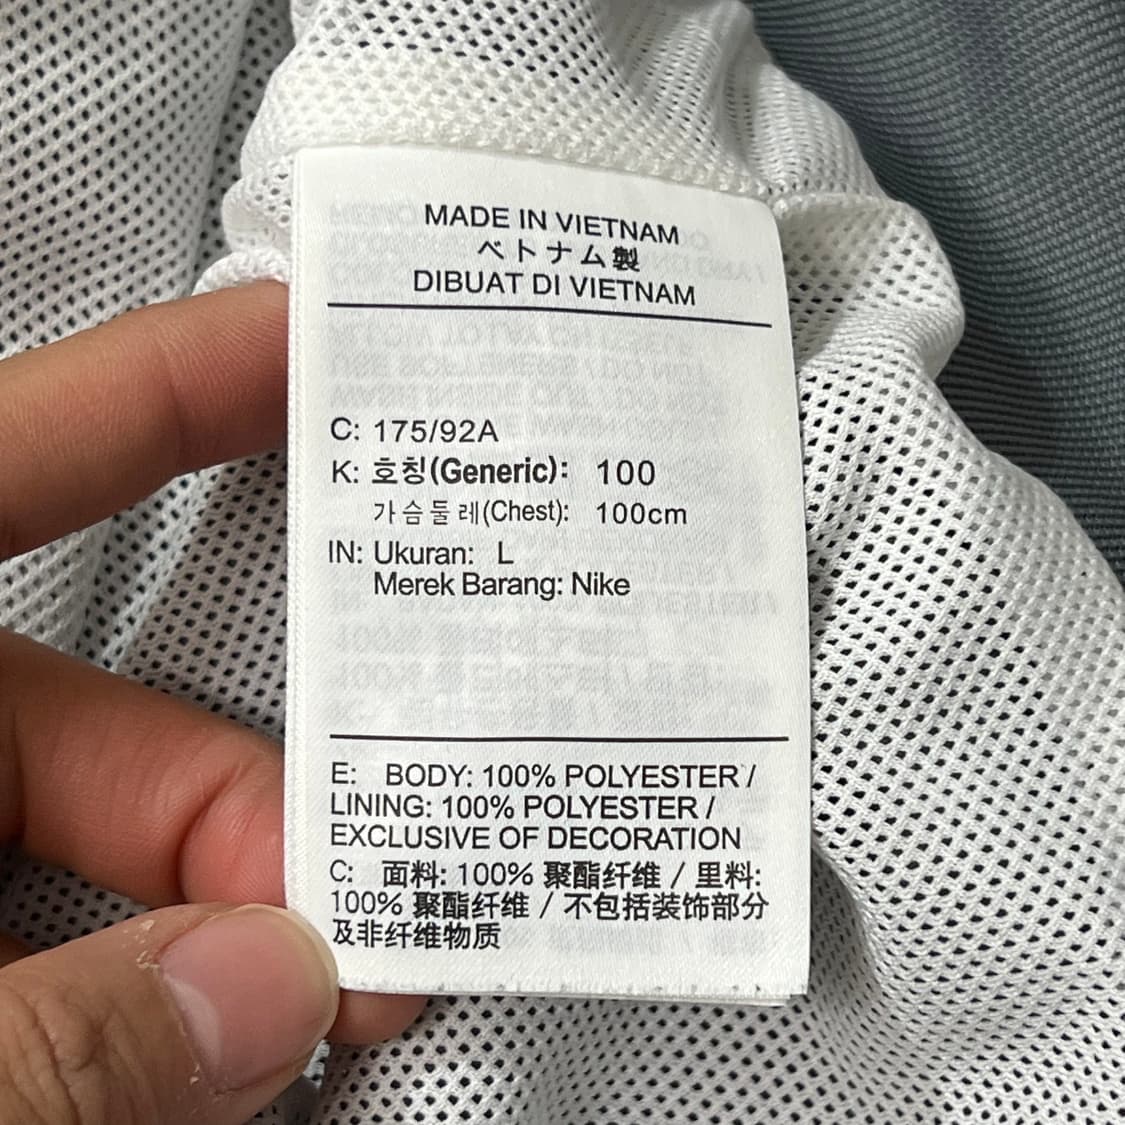 MADE IN VIETNAM
ベトナム製
DIBUAT DI VIETNAM
C: 175/92A
K: 호칭(Generic): 100
가슴둘레(Chest): 100cm
IN: Ukuran: L
Merek Barang: Nike
E: BODY: 100% POLYESTER /
LINING: 100% POLYESTER /
EXCLUSIVE OF DECORATION
C: 面料: 100% 聚酯纤维 / 里料:
100% 聚酯纤维 / 不包括装饰部分
及非纤维物质